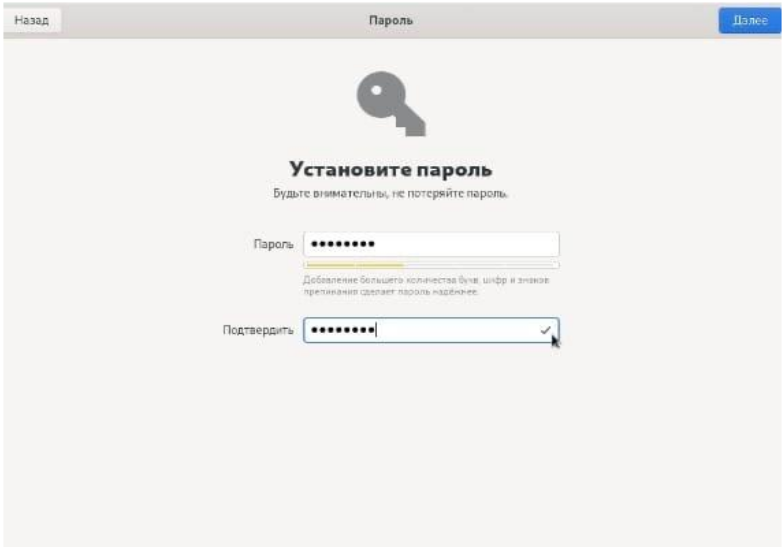 Назад
Пароль
Далее
Установите пароль
Будьте внимательны, не потеряйте пароль.
Пароль ••••••••
Добавление большего количества букв, цифр и знаков
препинания сделает пароль надёжнее.
Подтвердить ••••••••